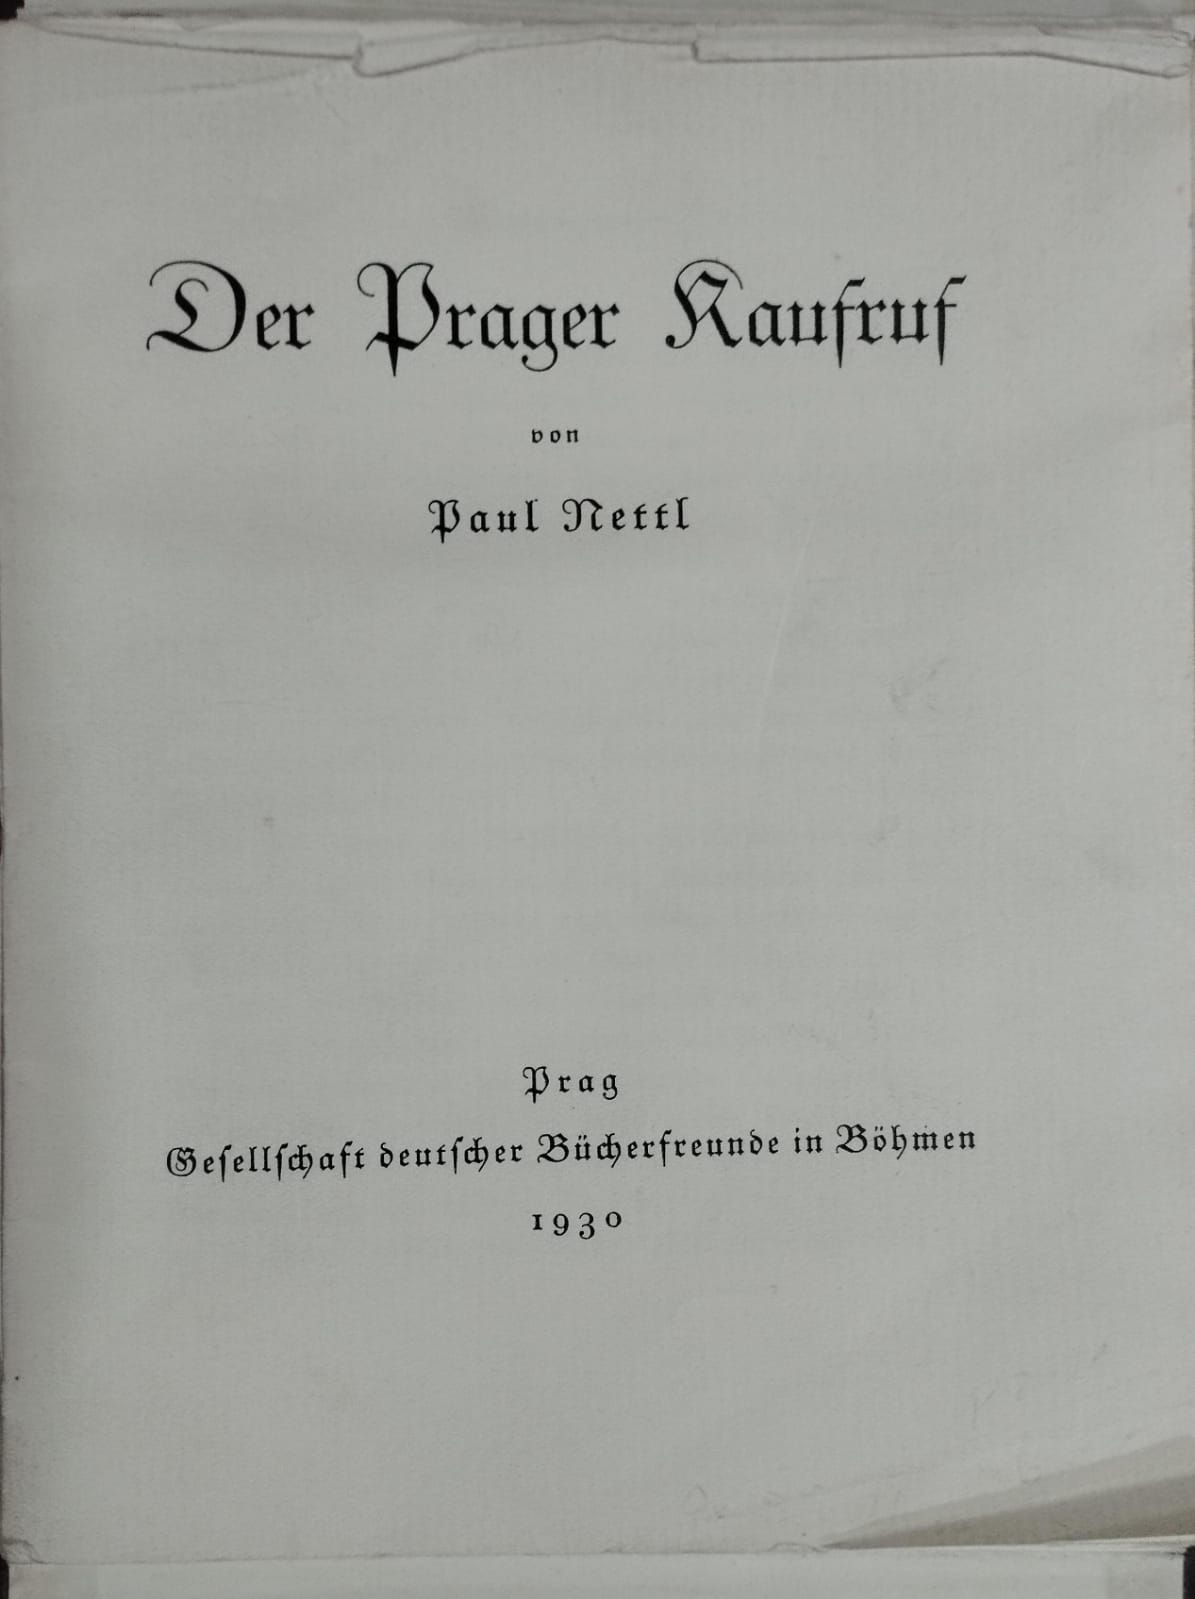 Der Prager Kaufruf
von
Paul Nettl
Prag
Geſellſchaft deutſcher Bücherfreunde in Böhmen
1930